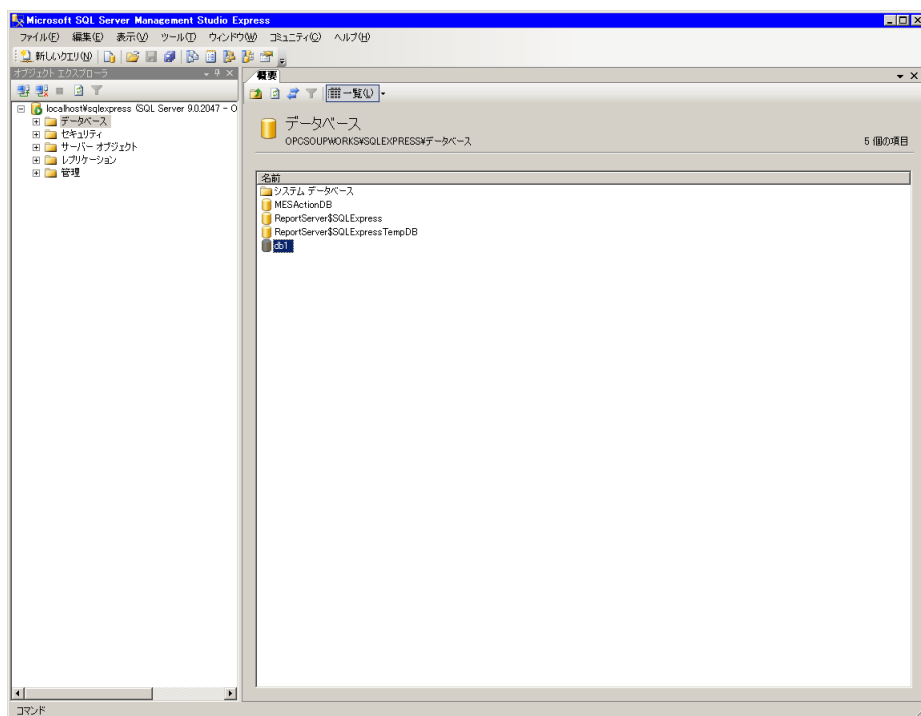 Microsoft SQL Server Management Studio Express
ファイル(F) 編集(E) 表示(V) ツール(T) ウィンドウ(W) コミュニティ(C) ヘルプ(H)
新しいクエリ(N)
オブジェクト エクスプローラ
localhost¥sqlexpress (SQL Server 9.0.2047 - O
データベース
セキュリティ
サーバー オブジェクト
レプリケーション
管理
概要
一覧(L)
データベース
OPCSOUPWORKS¥SQLEXPRESS¥データベース
5 個の項目
名前
システム データベース
MESActionDB
ReportServer$SQLExpress
ReportServer$SQLExpressTempDB
db1
コマンド